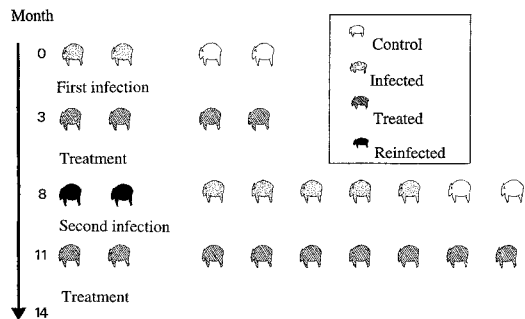 Month
0
Control
Infected
Treated
Reinfected
First infection
3
Treatment
8
Second infection
11
Treatment
14